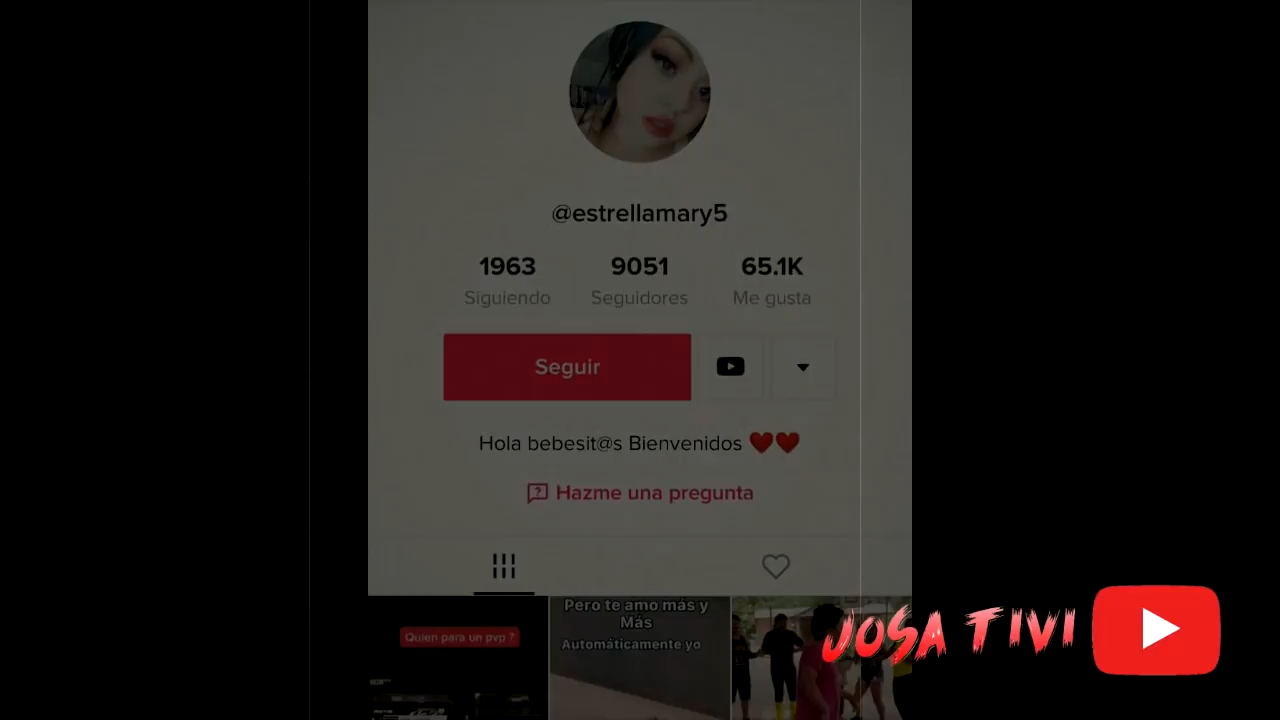 @estrellamary5
1963 9051 65.1K
Siguiendo Seguidores Me gusta
Seguir
Hola bebesit@s Bienvenidos ❤️❤️
Hazme una pregunta
Quien para un pvp ?
Pero te amo más y
Más
Automáticamente yo
JOSA TIVI